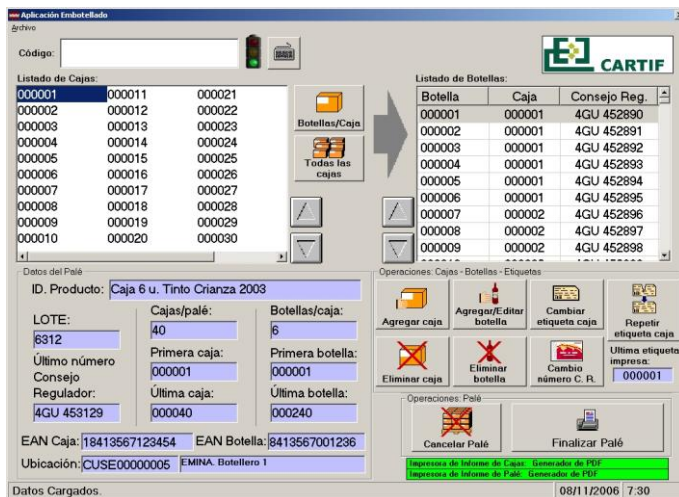 Aplicación Embotellado
Archivo
Código:
CARTIF
Listado de Cajas:
000001 000011 000021
000002 000012 000022
000003 000013 000023
000004 000014 000024
000005 000015 000025
000006 000016 000026
000007 000017 000027
000008 000018 000028
000009 000019 000029
000010 000020 000030
Botellas/Caja
Todas las
cajas
Listado de Botellas:
Botella Caja Consejo Reg.
000001 000001 4GU 452890
000002 000001 4GU 452891
000003 000001 4GU 452892
000004 000001 4GU 452893
000005 000001 4GU 452894
000006 000001 4GU 452895
000007 000002 4GU 452896
000008 000002 4GU 452897
000009 000002 4GU 452898
Datos del Palé
ID. Producto: Caja 6 u. Tinto Crianza 2003
LOTE:
6312
Último número
Consejo
Regulador:
4GU 453129
Cajas/palé:
40
Primera caja:
000001
Última caja:
000040
Botellas/caja:
6
Primera botella:
000001
Última botella:
000240
EAN Caja: 18413567123454 EAN Botella: 8413567001236
Ubicación: CUSE00000005 EMINA. Botellero 1
Operaciones: Cajas - Botellas - Etiquetas
Agregar caja
Agregar/Editar
botella
Cambiar
etiqueta caja
Repetir
etiqueta caja
Eliminar caja
Eliminar
botella
Cambio
número C. R.
Ultima etiqueta
impresa:
000001
Operaciones: Palé
Cancelar Palé
Finalizar Palé
Impresora de Informe de Cajas: Generador de PDF
Impresora de Informe de Palé: Generador de PDF
Datos Cargados. 08/11/2006 7:30